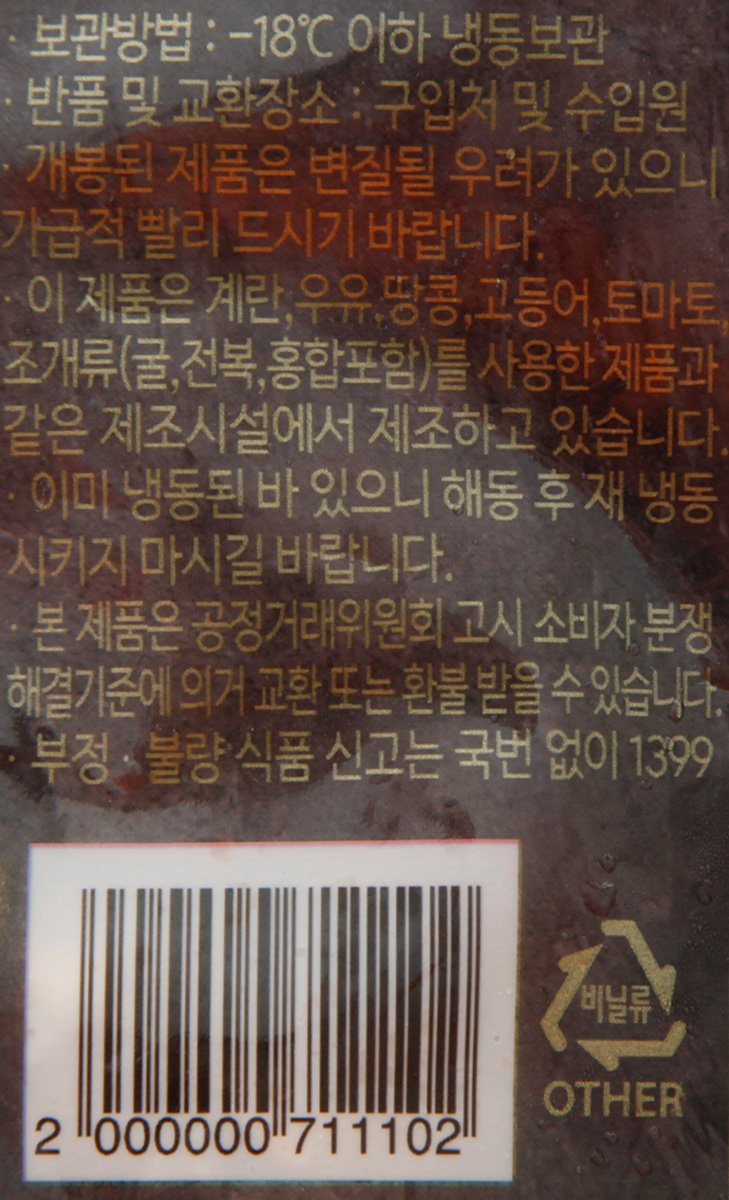 · 보관방법 : -18℃ 이하 냉동보관
· 반품 및 교환장소 : 구입처 및 수입원
· 개봉된 제품은 변질될 우려가 있으니
가급적 빨리 드시기 바랍니다.
· 이 제품은 계란,우유,땅콩,고등어,토마토,
조개류(굴,전복,홍합포함)를 사용한 제품과
같은 제조시설에서 제조하고 있습니다.
· 이미 냉동된 바 있으니 해동 후 재 냉동
시키지 마시길 바랍니다.
· 본 제품은 공정거래위원회 고시 소비자 분쟁
해결기준에 의거 교환 또는 환불 받을 수 있습니다.
· 부정 · 불량 식품 신고는 국번 없이 1399
비닐류
OTHER
2 000000 711102